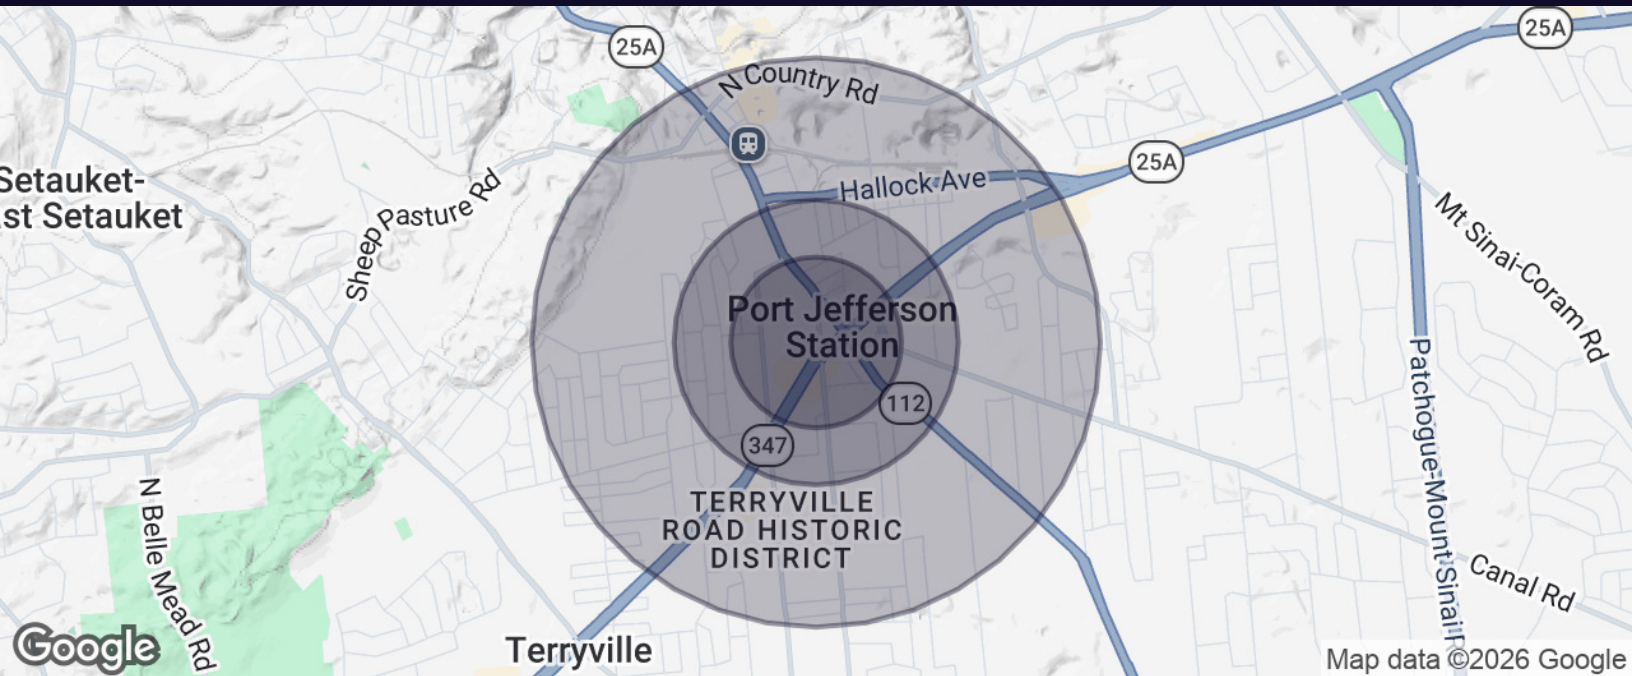 25A
25A
N Country Rd
25A
Hallock Ave
Setauket-
st Setauket
Sheep Pasture Rd
Mt Sinai-Coram Rd
Port Jefferson
Station
112
347
Patchogue-Mount Sinai
TERRYVILLE
ROAD HISTORIC
DISTRICT
N Belle Mead Rd
Canal Rd
Terryville
Google
Map data ©2026 Google